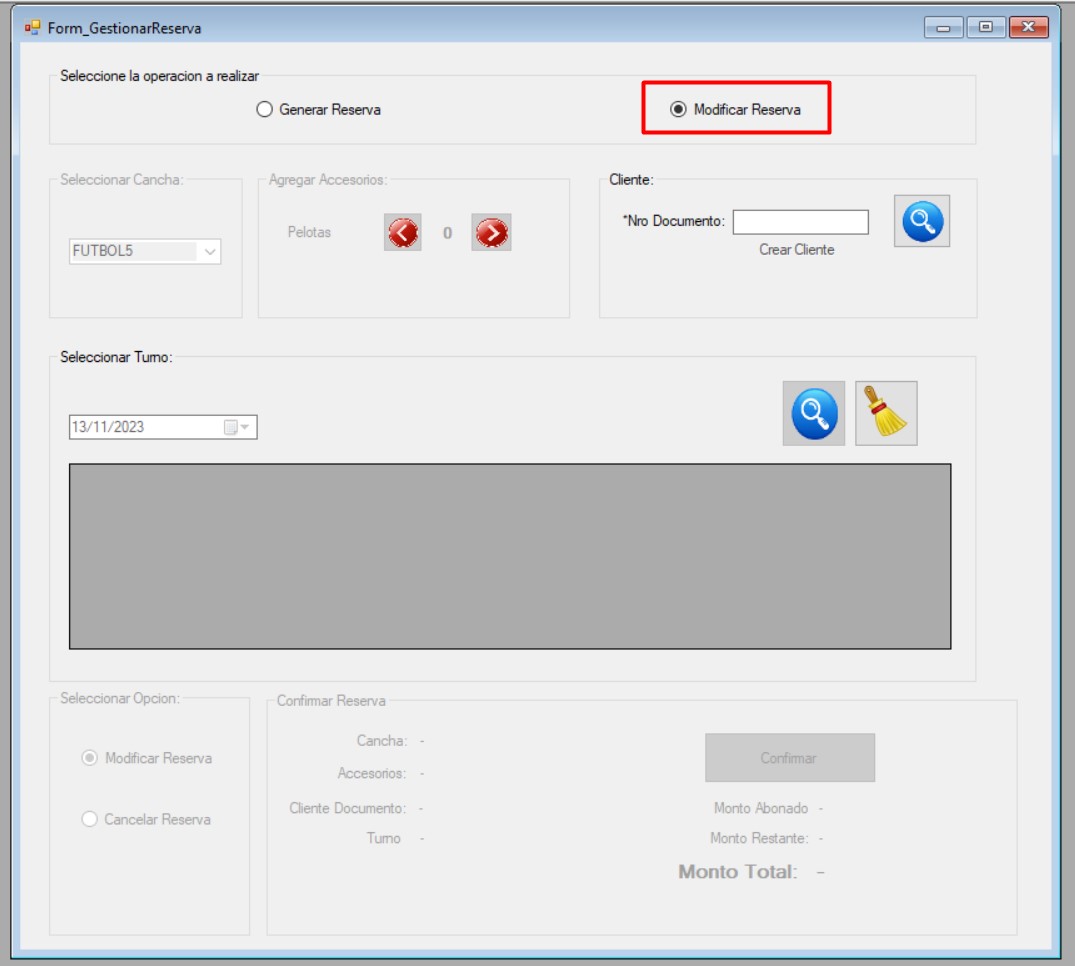 Form_GestionarReserva
Seleccione la operacion a realizar
Generar Reserva
Modificar Reserva
Seleccionar Cancha:
FUTBOL5
Agregar Accesorios:
Pelotas
0
Cliente:
*Nro Documento:
Crear Cliente
Seleccionar Turno:
13/11/2023
Seleccionar Opcion:
Modificar Reserva
Cancelar Reserva
Confirmar Reserva
Cancha: -
Accesorios: -
Cliente Documento: -
Turno -
Confirmar
Monto Abonado -
Monto Restante: -
Monto Total: -